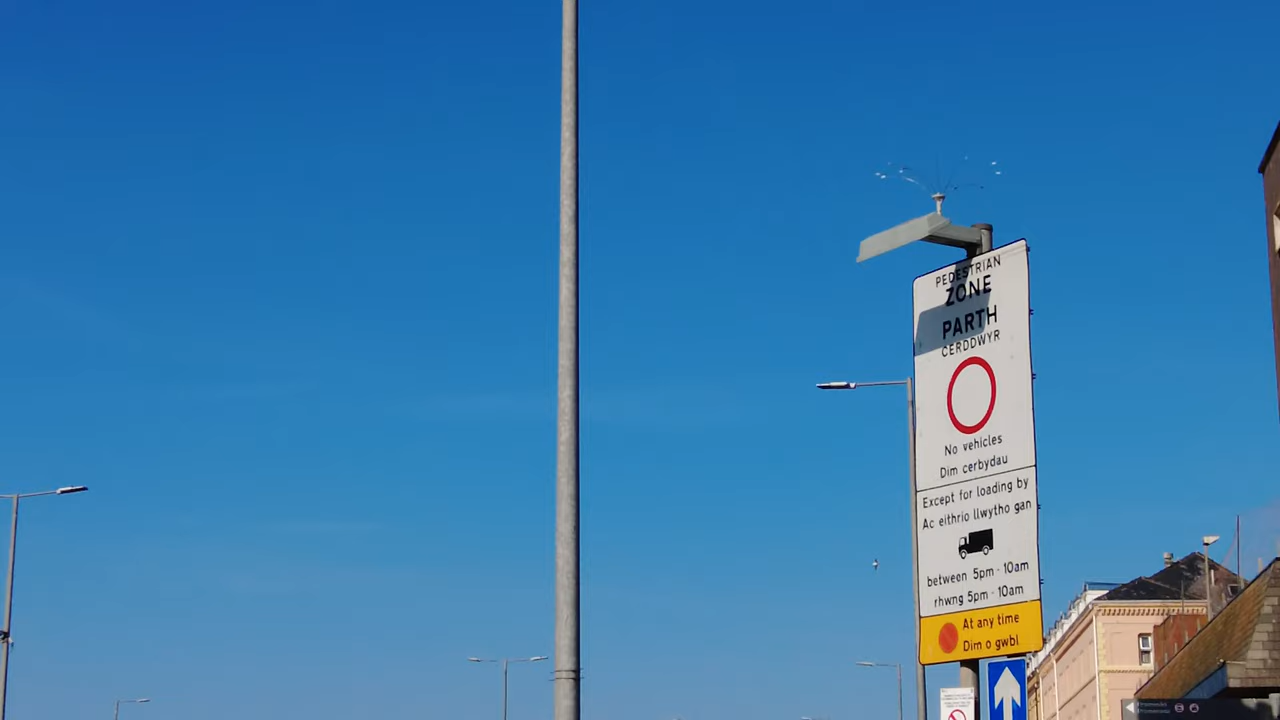 PEDESTRIAN
ZONE
PARTH
CERDDWYR
No vehicles
Dim cerbydau
Except for loading by
Ac eithrio llwytho gan
between 5pm - 10am
rhwng 5pm - 10am
At any time
Dim o gwbl